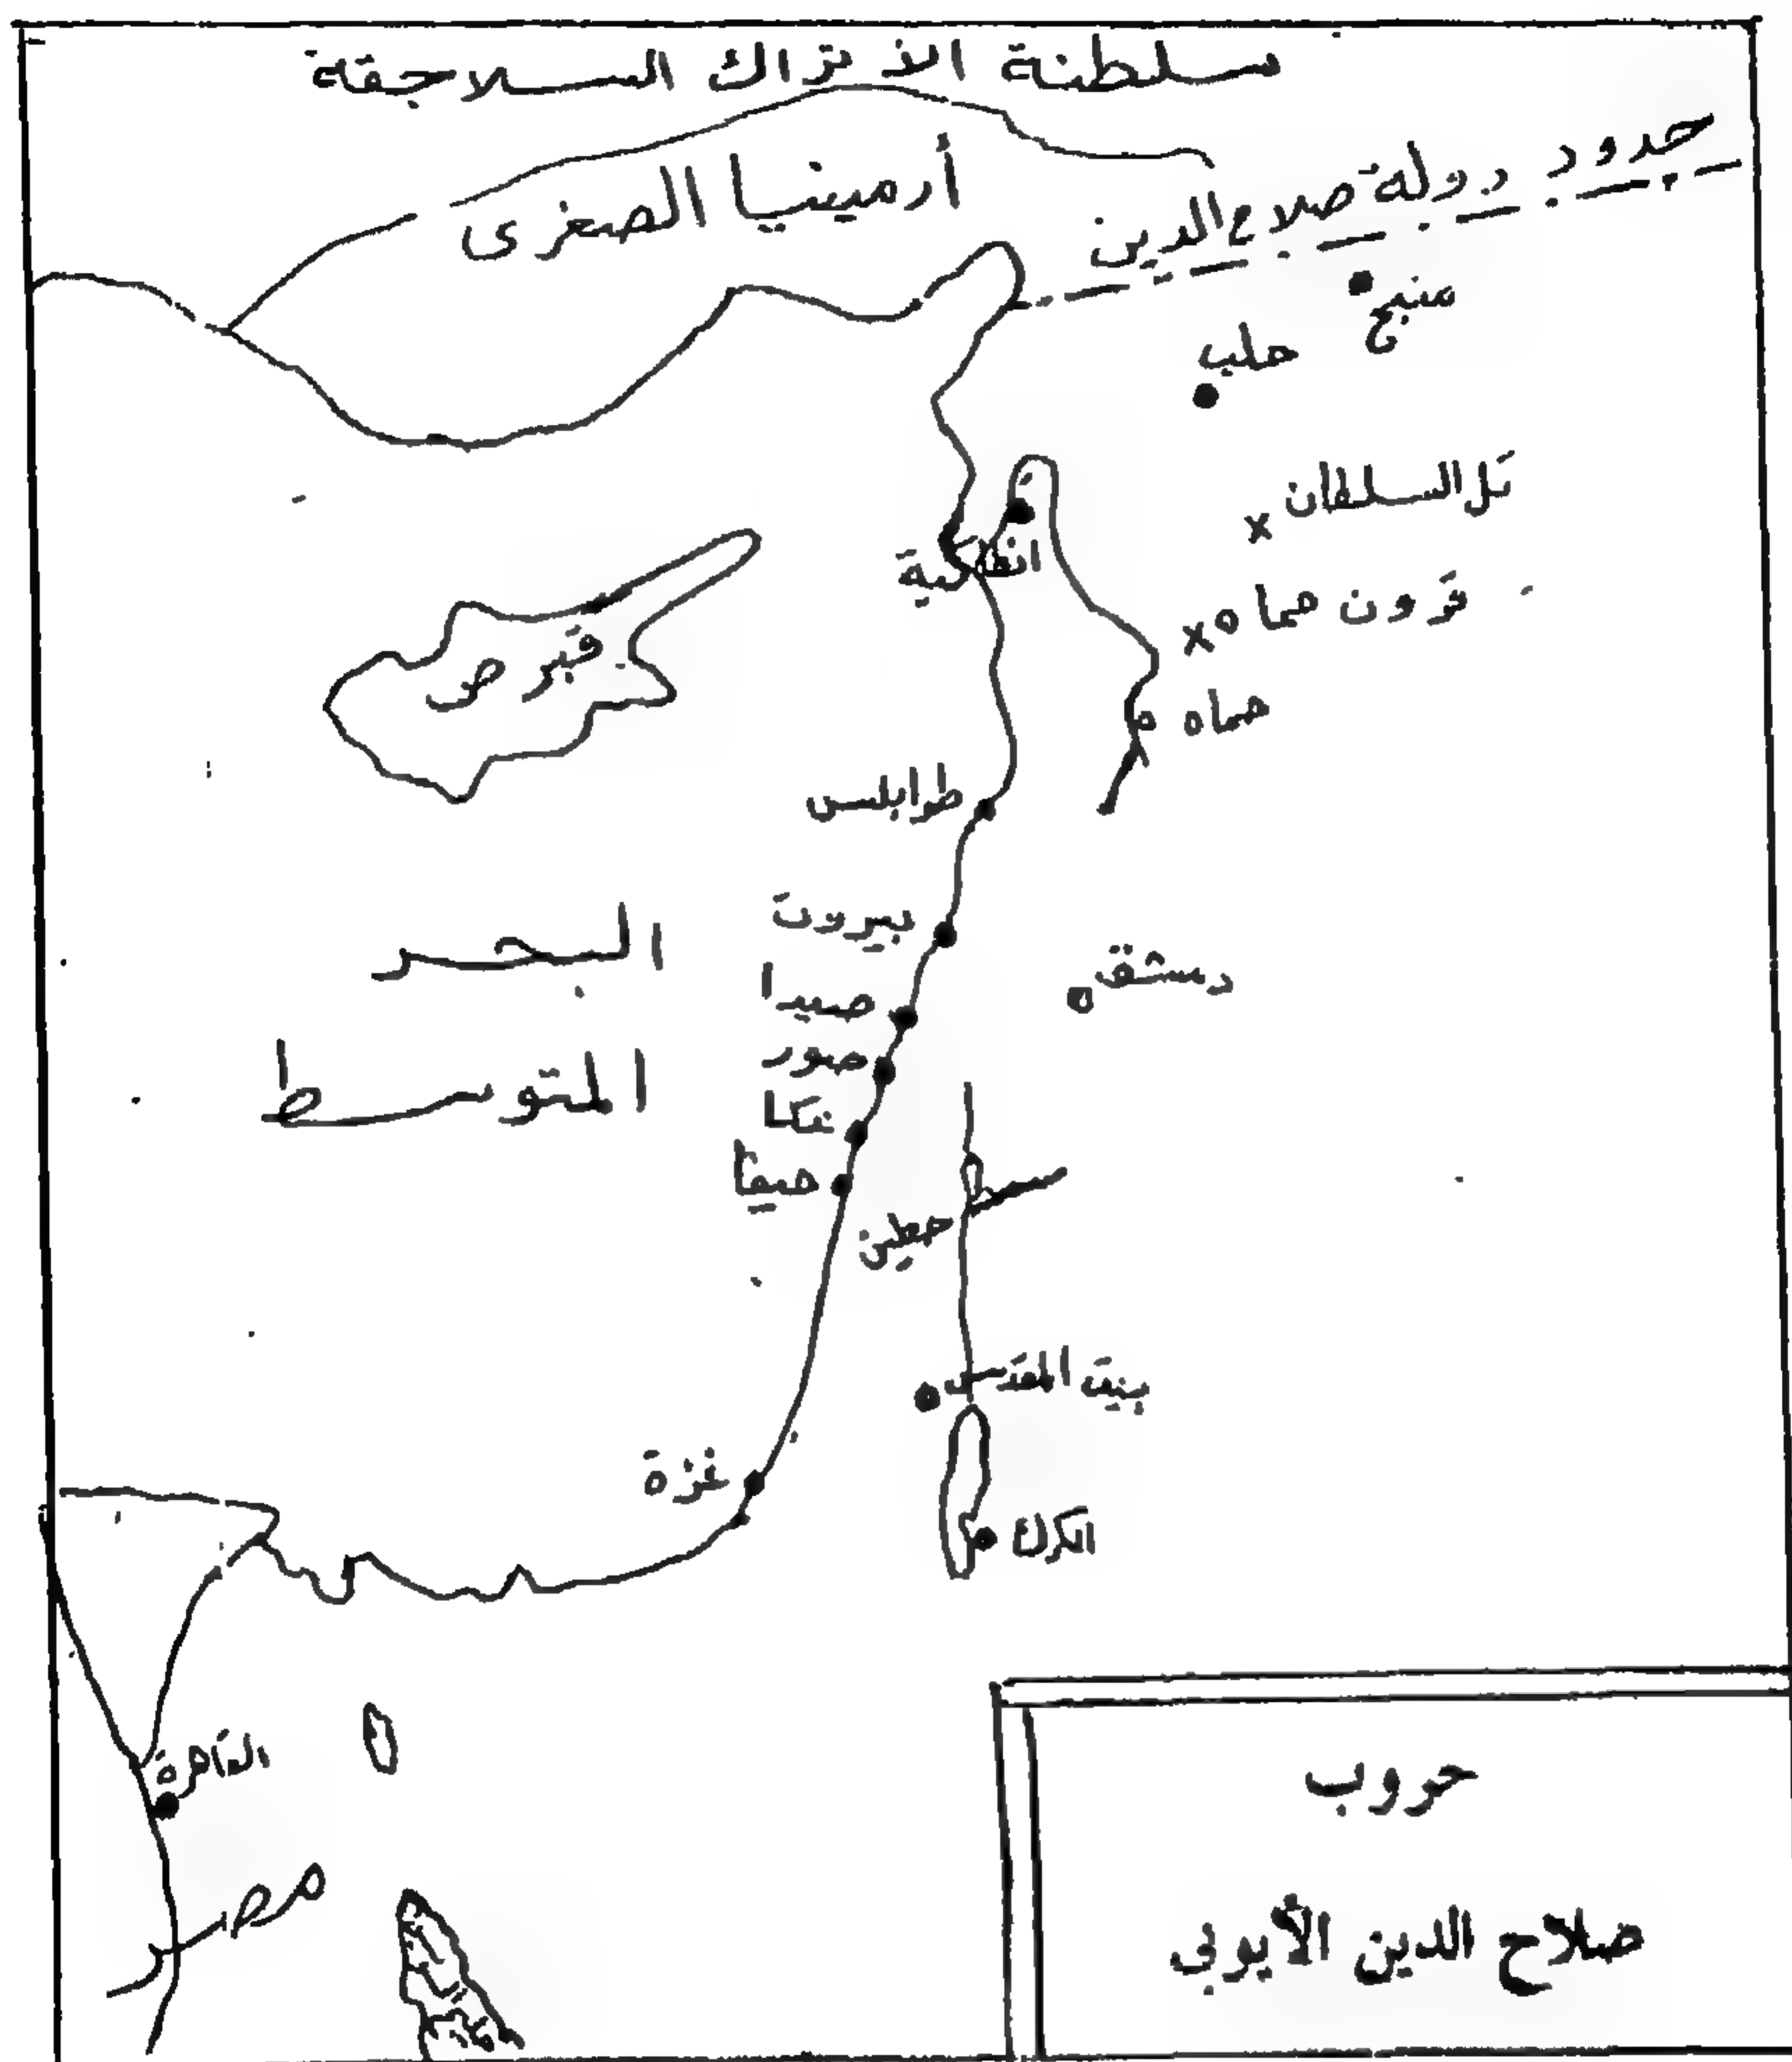 سلطنة الأتراك السلاجقة
أرمينيا الصغرى
حدود دولة صلاح الدين
منبج
حلب
تل السلطان
انطاكية
قرون حماه
قبرص
حماه
طرابلس
بيروت
البحر
دمشق
صيدا
صور
المتوسط
عكا
حيفا
حطين
بيت المقدس
غزة
الكرك
القاهرة
مصر
حروب
صلاح الدين الأيوبي